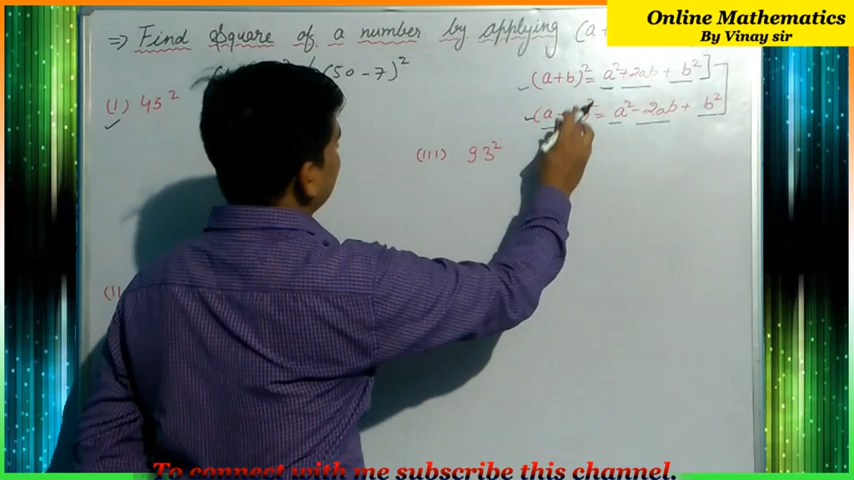 Online Mathematics
By Vinay sir
⇒ Find Square of a number by applying (a+
(50-7)²
(I) 43²
(a+b)² = a²+2ab+b²]
(a = a²-2ab+b²
(III) 93²
To connect with me subscribe this channel.